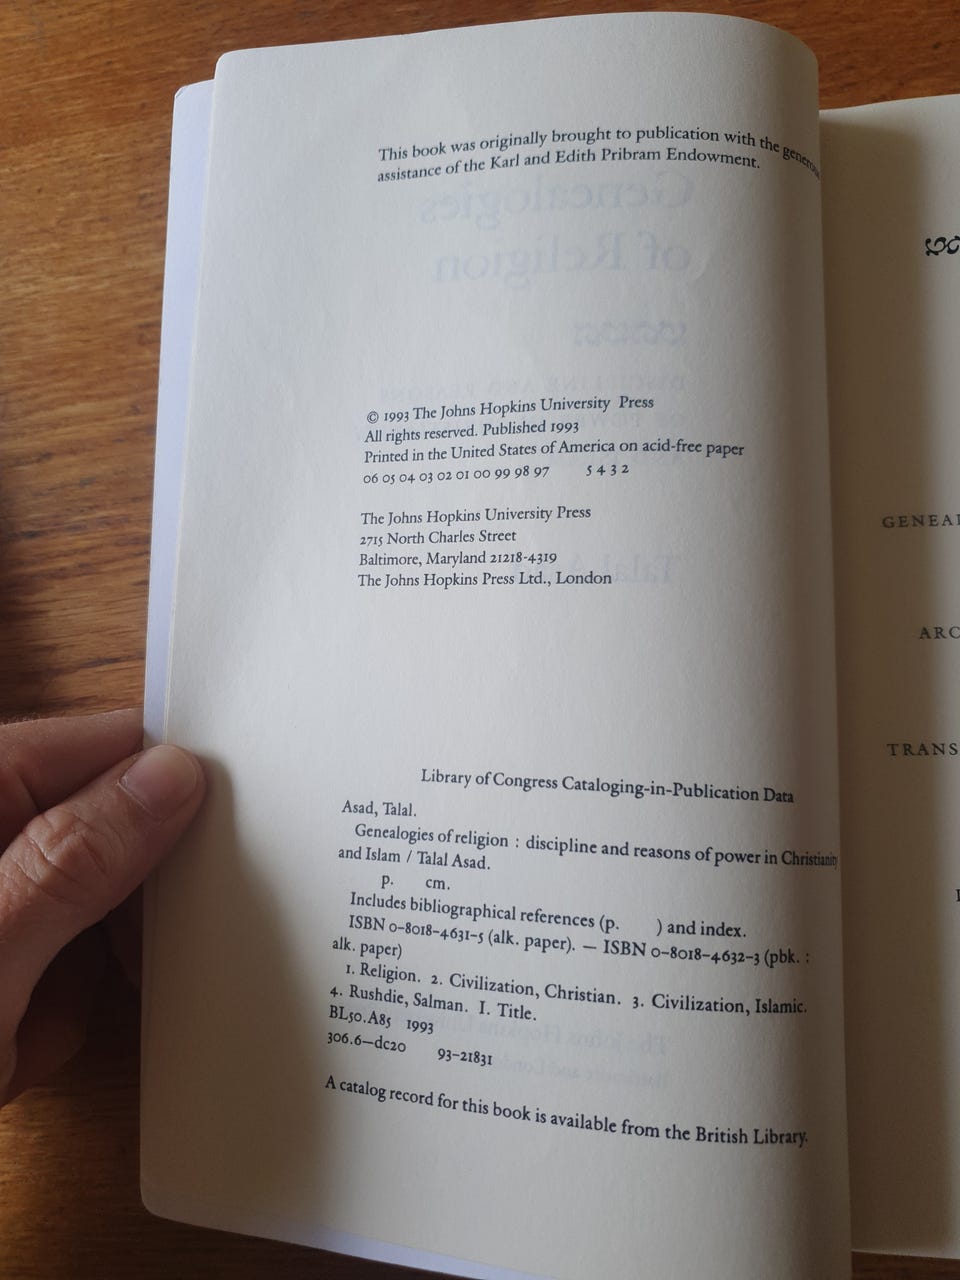 This book was originally brought to publication with the generous
assistance of the Karl and Edith Pribram Endowment.
© 1993 The Johns Hopkins University Press
All rights reserved. Published 1993
Printed in the United States of America on acid-free paper
06 05 04 03 02 01 00 99 98 97 5 4 3 2
The Johns Hopkins University Press
2715 North Charles Street
Baltimore, Maryland 21218-4319
The Johns Hopkins Press Ltd., London
Library of Congress Cataloging-in-Publication Data
Asad, Talal.
Genealogies of religion : discipline and reasons of power in Christianity
and Islam / Talal Asad.
p. cm.
Includes bibliographical references (p. ) and index.
ISBN 0-8018-4631-5 (alk. paper). — ISBN 0-8018-4632-3 (pbk. :
alk. paper)
1. Religion. 2. Civilization, Christian. 3. Civilization, Islamic.
4. Rushdie, Salman. I. Title.
BL50.A85 1993
306.6—dc20 93-21831
A catalog record for this book is available from the British Library.
GENEAL
ARC
TRANS